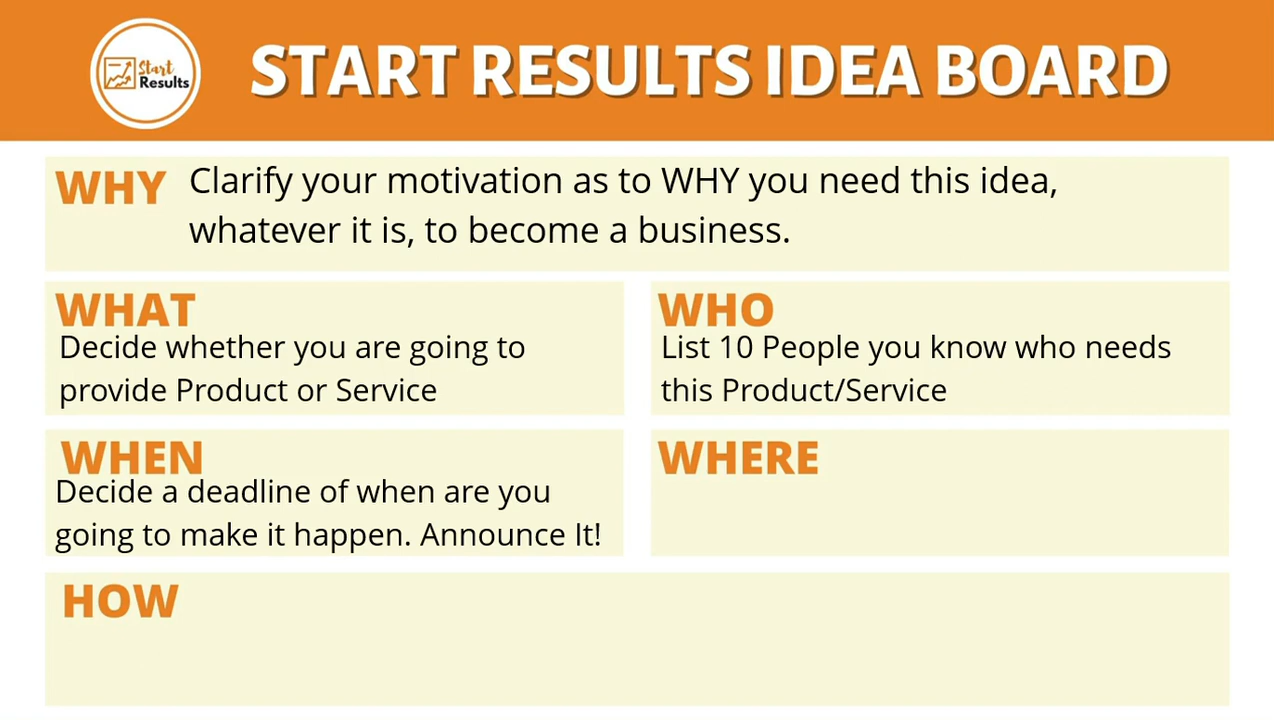 Start
Results
START RESULTS IDEA BOARD
WHY
Clarify your motivation as to WHY you need this idea,
whatever it is, to become a business.
WHAT
Decide whether you are going to
provide Product or Service
WHO
List 10 People you know who needs
this Product/Service
WHEN
Decide a deadline of when are you
going to make it happen. Announce It!
WHERE
HOW